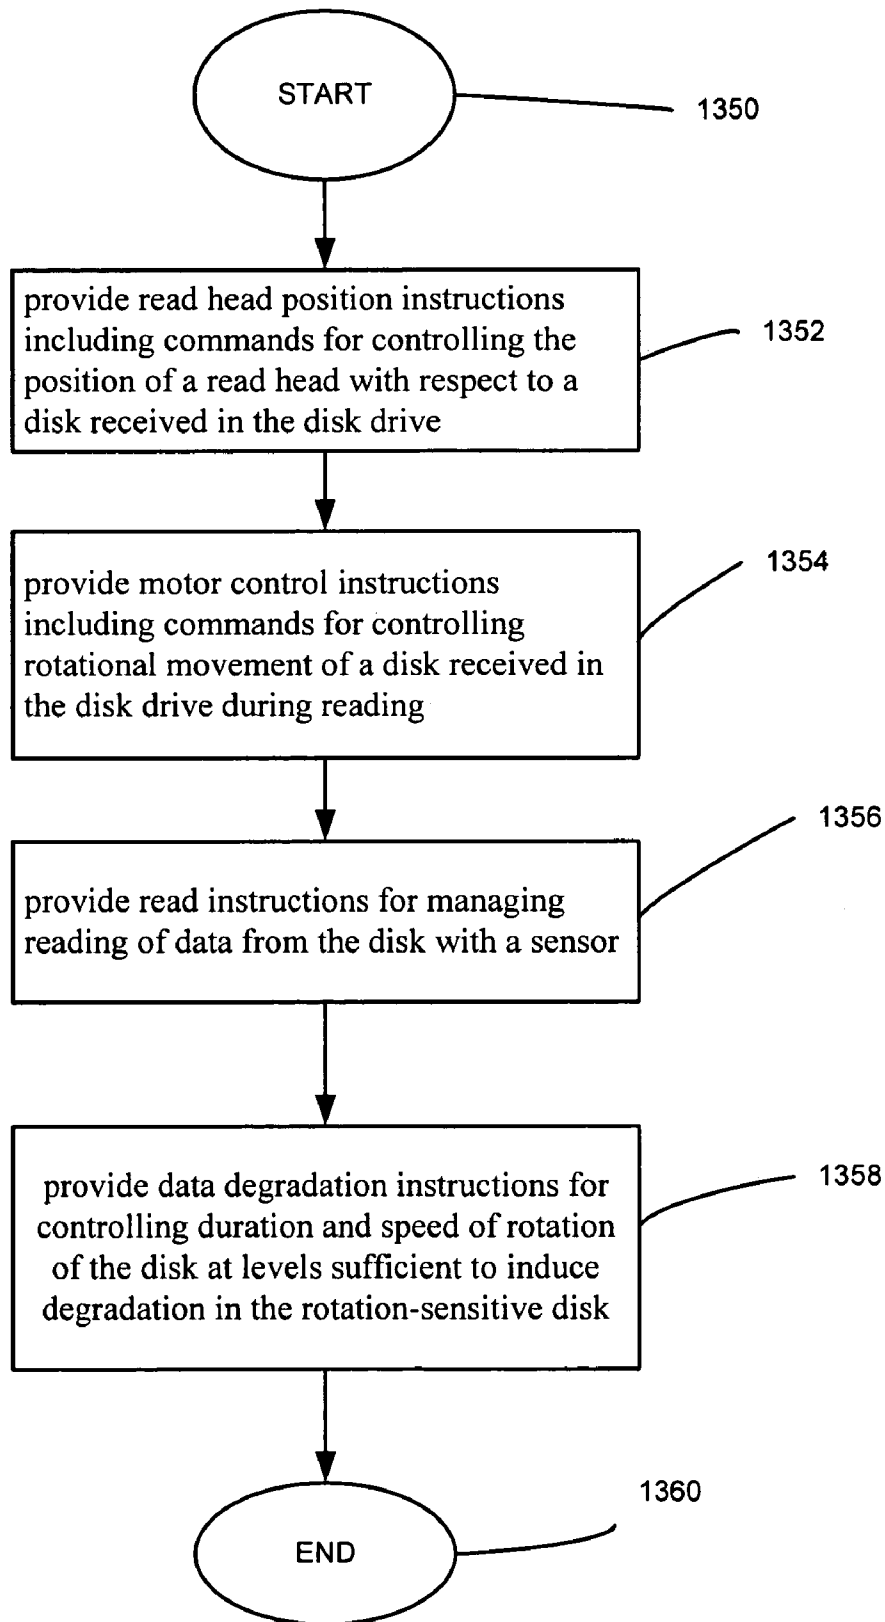 START
1350
provide read head position instructions
including commands for controlling the
position of a read head with respect to a
disk received in the disk drive
1352
provide motor control instructions
including commands for controlling
rotational movement of a disk received in
the disk drive during reading
1354
provide read instructions for managing
reading of data from the disk with a sensor
1356
provide data degradation instructions for
controlling duration and speed of rotation
of the disk at levels sufficient to induce
degradation in the rotation-sensitive disk
1358
END
1360